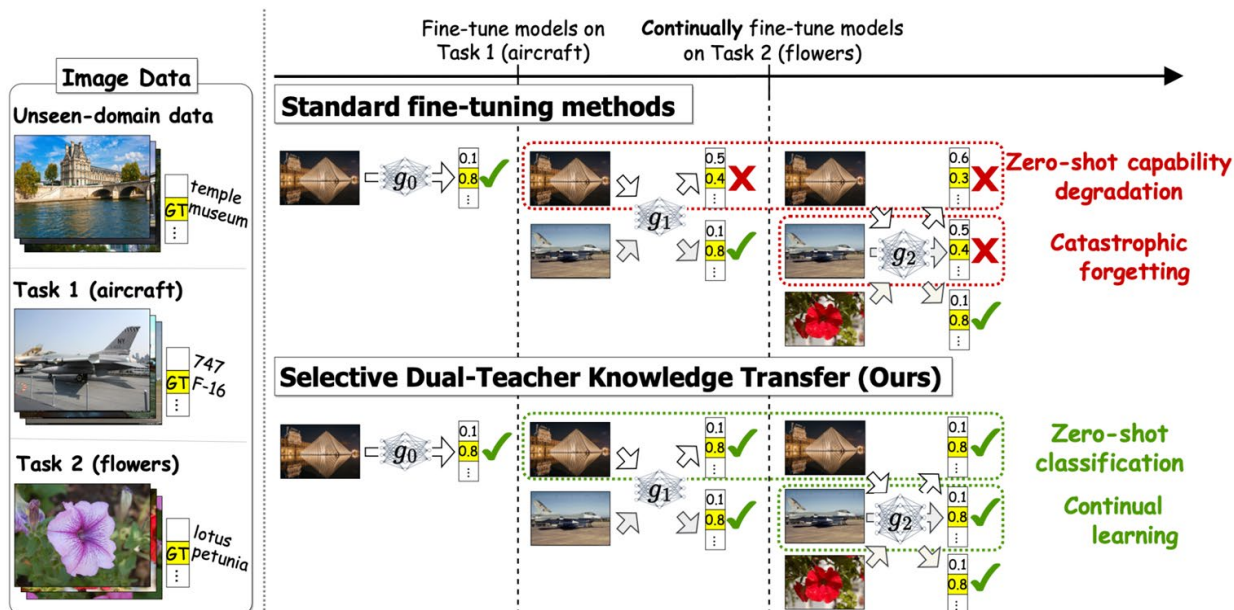 Image Data
Unseen-domain data
temple
GT museum
⋮
Task 1 (aircraft)
747
GT F-16
⋮
Task 2 (flowers)
lotus
GT petunia
⋮
Fine-tune models on
Task 1 (aircraft)
Continually fine-tune models
on Task 2 (flowers)
Standard fine-tuning methods
g0
0.1
0.8
⋮
g1
0.5
0.4
⋮
0.1
0.8
⋮
g2
0.6
0.3
⋮
0.5
0.4
⋮
0.1
0.8
⋮
Zero-shot capability
degradation
Catastrophic
forgetting
Selective Dual-Teacher Knowledge Transfer (Ours)
g0
0.1
0.8
⋮
g1
0.1
0.8
⋮
0.1
0.8
⋮
g2
0.1
0.8
⋮
0.1
0.8
⋮
0.1
0.8
⋮
Zero-shot
classification
Continual
learning